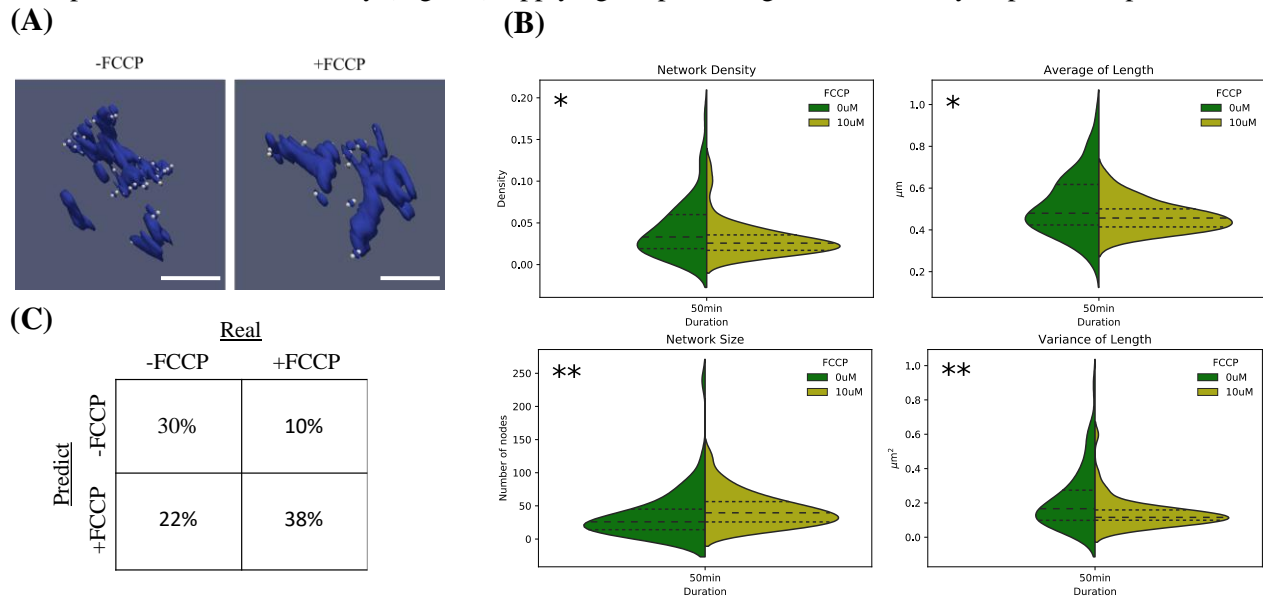 (A)
-FCCP
+FCCP
(B)
Network Density
*
FCCP
0uM
10uM
0.20
0.15
0.10
0.05
0.00
Density
50min
Duration
Average of Length
*
FCCP
0uM
10uM
1.0
0.8
0.6
0.4
0.2
μm
50min
Duration
(C)
Real
-FCCP +FCCP
Predict
-FCCP
30% 10%
+FCCP
22% 38%
Network Size
**
FCCP
0uM
10uM
250
200
150
100
50
0
Number of nodes
50min
Duration
Variance of Length
**
FCCP
0uM
10uM
1.0
0.8
0.6
0.4
0.2
0.0
μm²
50min
Duration